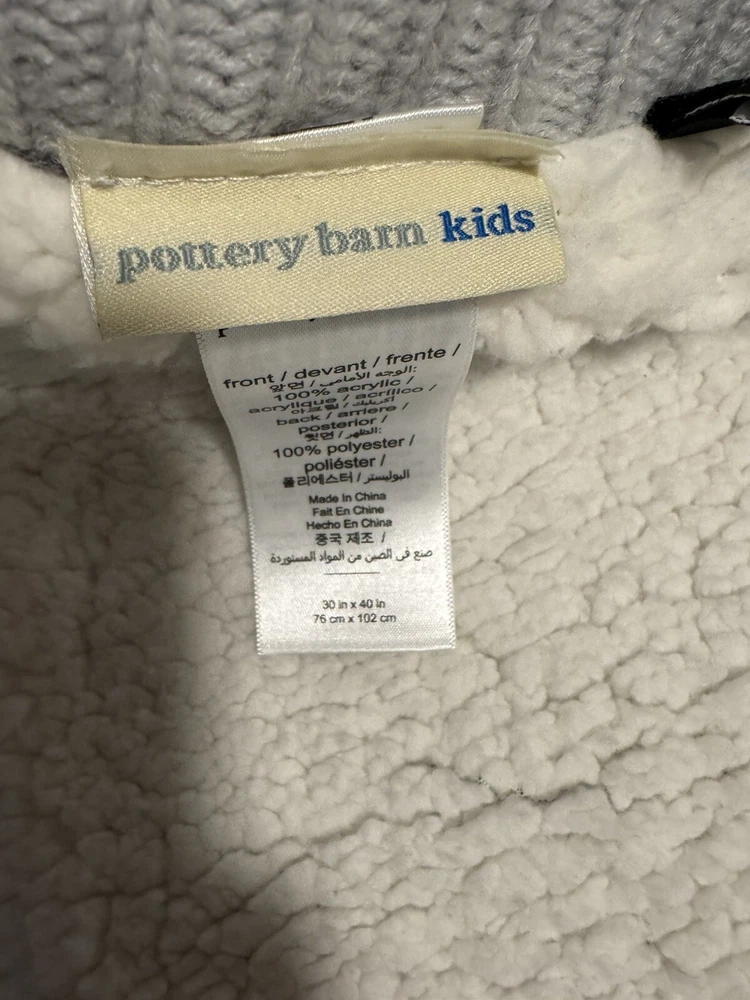 pottery barn kids
front / devant / frente /
앞면 / الوجه الأمامي:
100% acrylic /
acrylique / acrílico /
아크릴 / أكريليك /
back / arriere /
posterior /
뒷면 / الظهر:
100% polyester /
poliéster /
폴리에스터 / البوليستر
Made In China
Fait En Chine
Hecho En China
중국 제조 /
صنع في الصين من المواد المستوردة
30 in x 40 in
76 cm x 102 cm